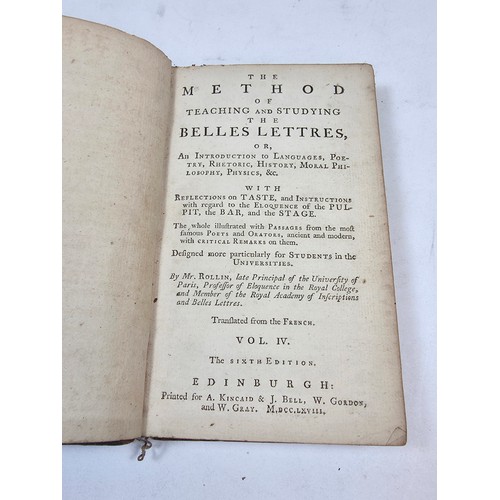 THE
METHOD
OF
TEACHING AND STUDYING
THE
BELLES LETTRES,
OR,
An INTRODUCTION to LANGUAGES, POE-
TRY, RHETORIC, HISTORY, MORAL PHI-
LOSOPHY, PHYSICS, &c.
WITH
REFLECTIONS on TASTE, and INSTRUCTIONS
with regard to the ELOQUENCE of the PUL-
PIT, the BAR, and the STAGE.
The whole illustrated with PASSAGES from the most
famous POETS and ORATORS, ancient and modern,
with CRITICAL REMARKS on them.
Designed more particularly for STUDENTS in the
UNIVERSITIES.
By Mr. ROLLIN, late Principal of the University of
Paris, Professor of Eloquence in the Royal College,
and Member of the Royal Academy of Inscriptions
and Belles Lettres.
Translated from the FRENCH.
VOL. IV.
The SIXTH EDITION.
EDINBURGH:
Printed for A. KINCAID & J. BELL, W. GORDON,
and W. GRAY. M,DCC,LXVIII.